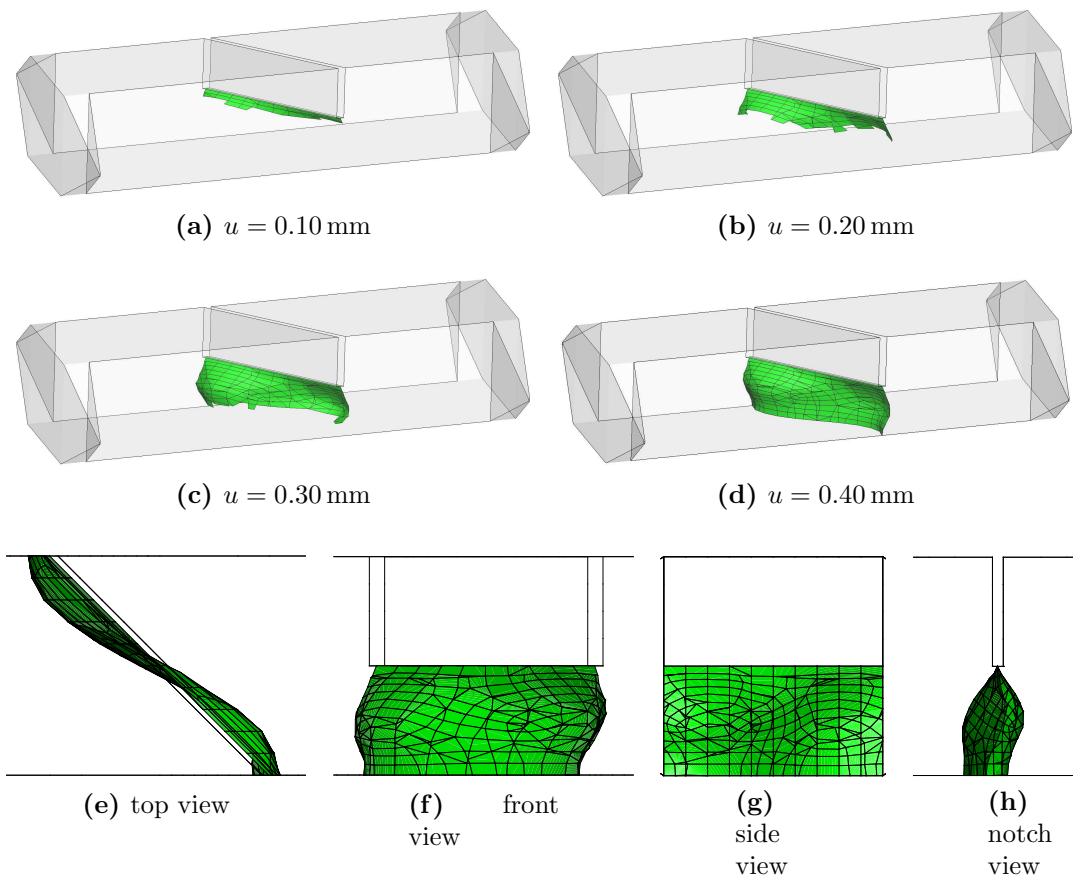 (a) u = 0.10 mm
(b) u = 0.20 mm
(c) u = 0.30 mm
(d) u = 0.40 mm
(e) top view
(f) front
view
(g)
side
view
(h)
notch
view